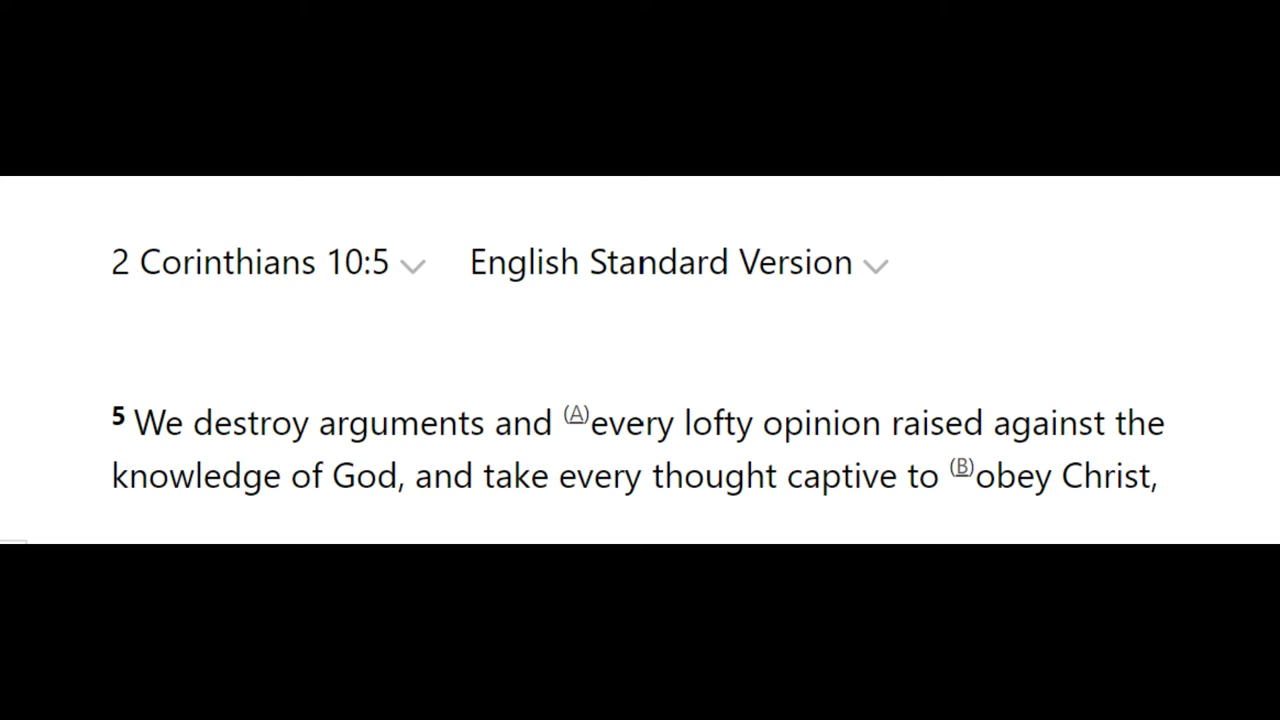 2 Corinthians 10:5 English Standard Version
5 We destroy arguments and (A)every lofty opinion raised against the
knowledge of God, and take every thought captive to (B)obey Christ,